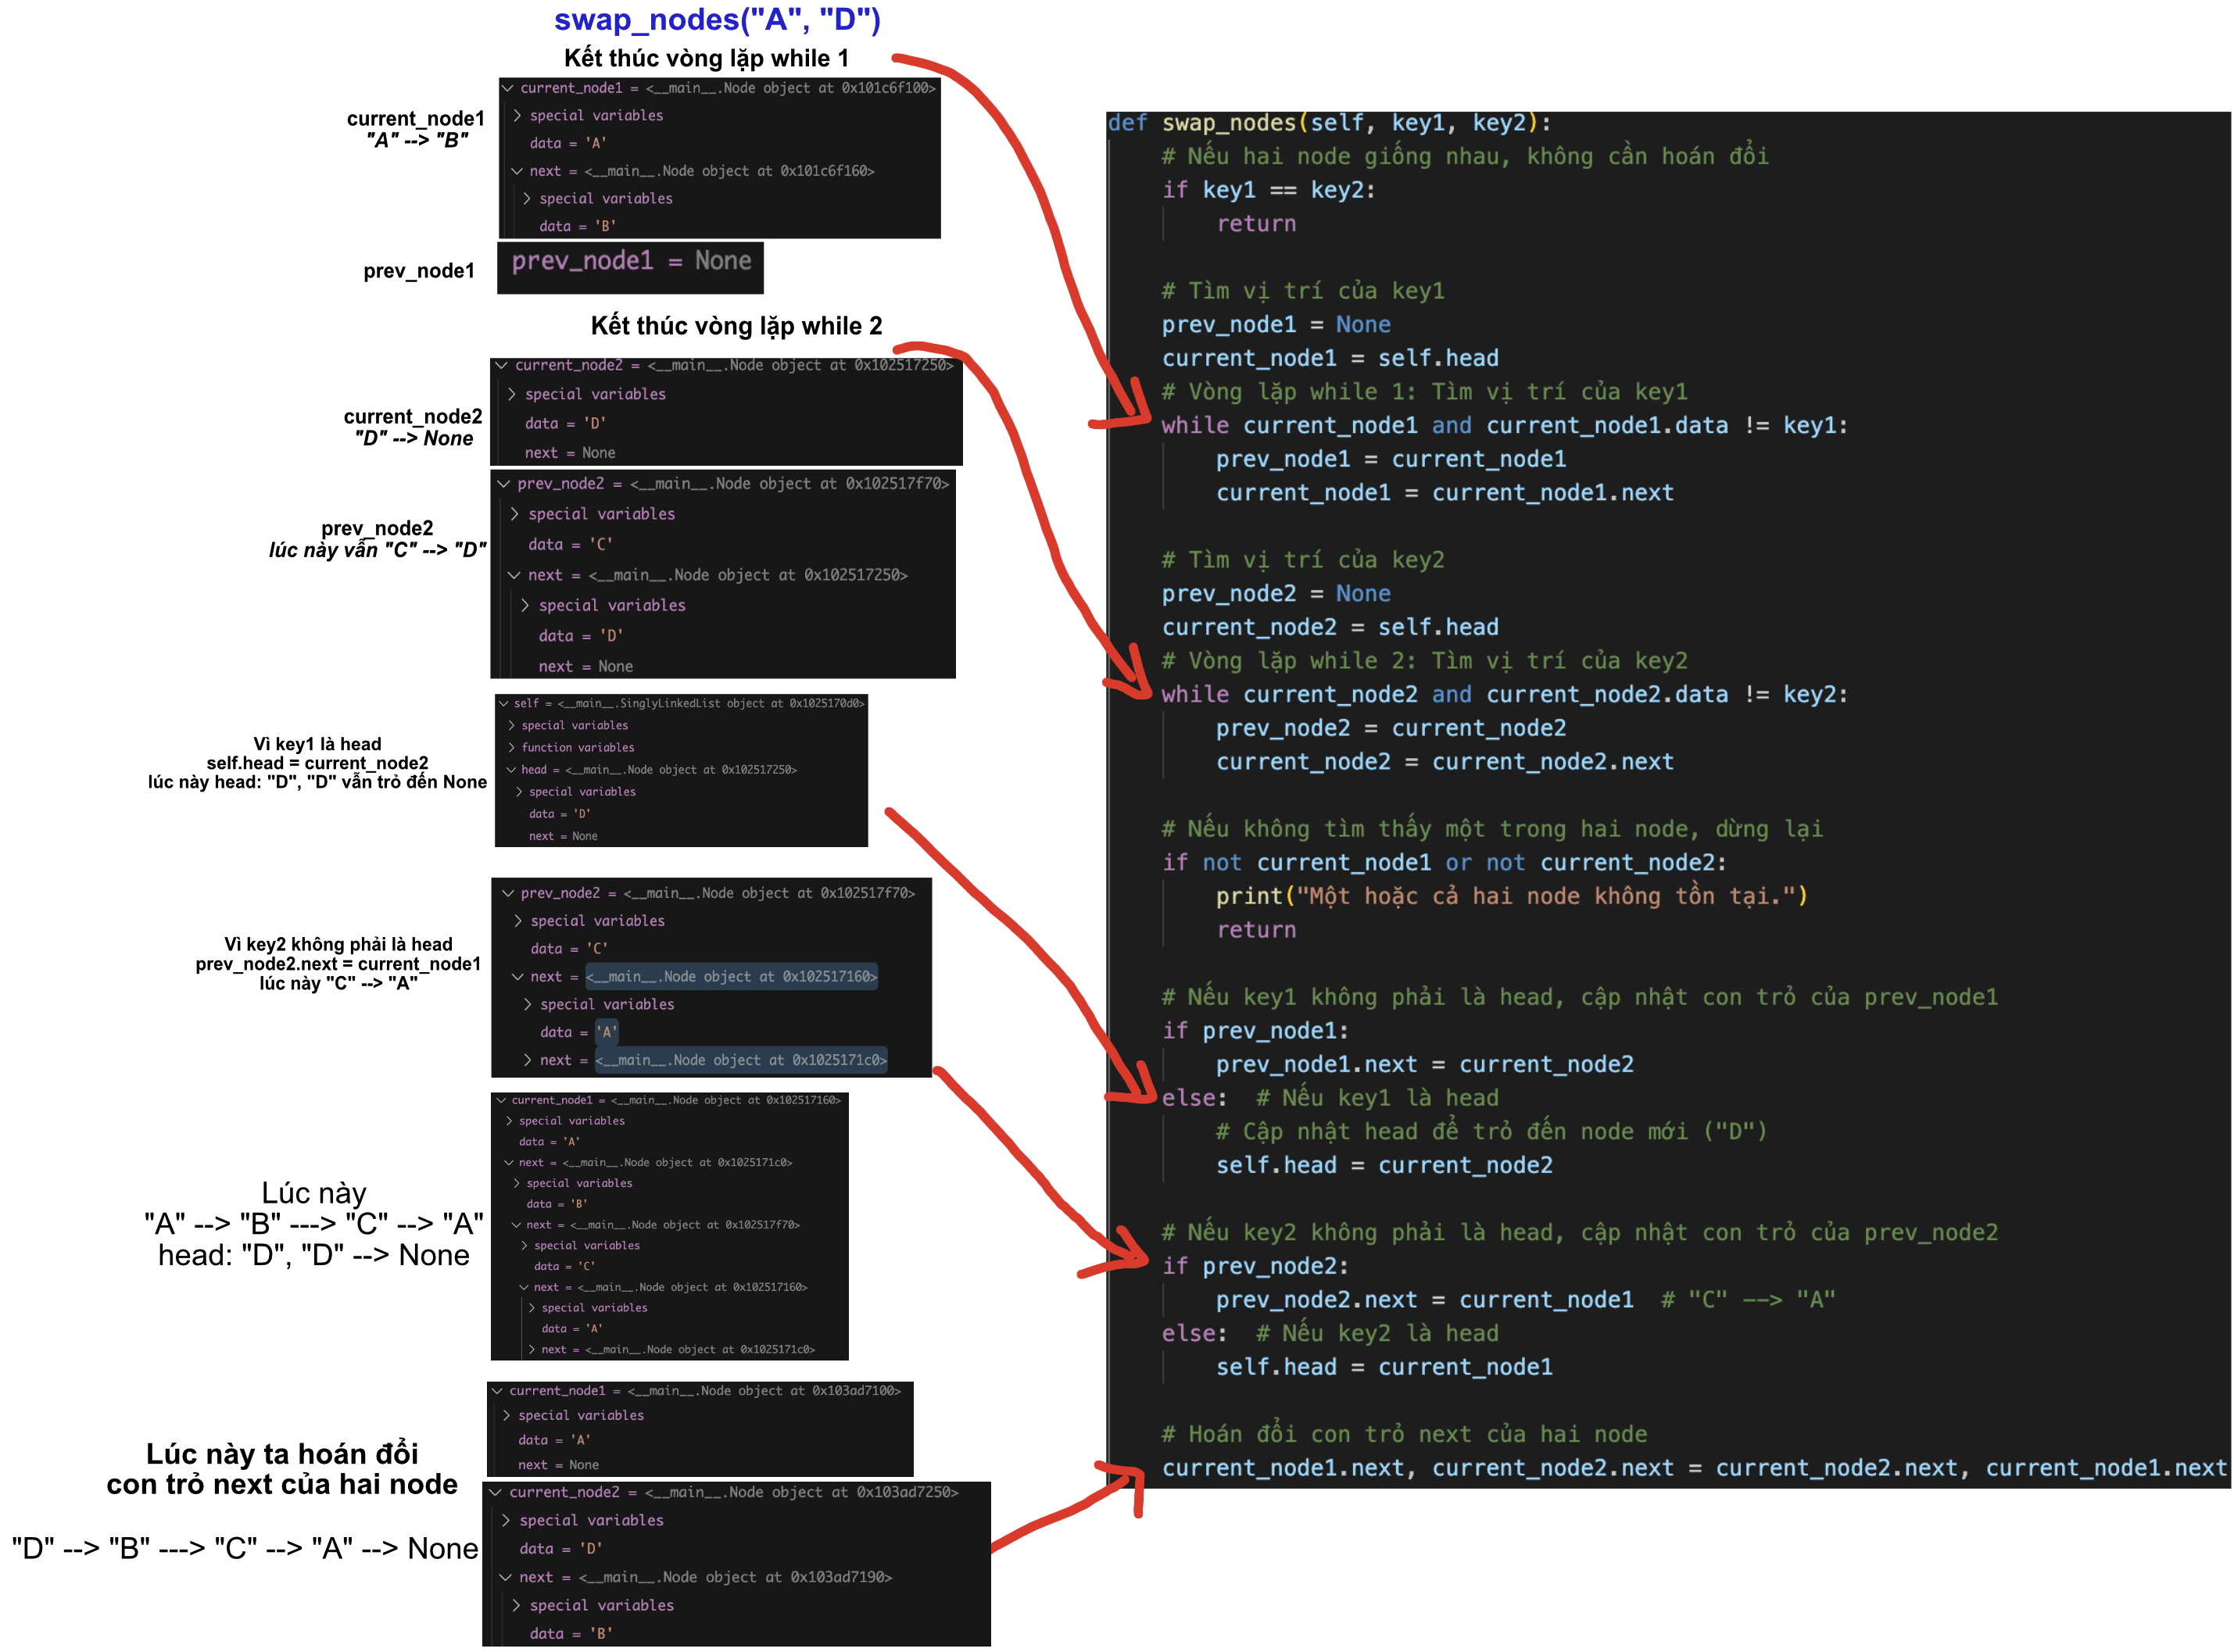 swap_nodes("A", "D")
Kết thúc vòng lặp while 1
current_node1
"A" --> "B"
current_node1 = <__main__.Node object at 0x101c6f100>
special variables
data = 'A'
next = <__main__.Node object at 0x101c6f160>
special variables
data = 'B'
prev_node1
prev_node1 = None
Kết thúc vòng lặp while 2
current_node2
"D" --> None
current_node2 = <__main__.Node object at 0x102517250>
special variables
data = 'D'
next = None
prev_node2
lúc này vẫn "C" --> "D"
prev_node2 = <__main__.Node object at 0x102517f70>
special variables
data = 'C'
next = <__main__.Node object at 0x102517250>
special variables
data = 'D'
next = None
Vì key1 là head
self.head = current_node2
lúc này head: "D", "D" vẫn trỏ đến None
self = <__main__.SinglyLinkedList object at 0x1025170d0>
special variables
function variables
head = <__main__.Node object at 0x102517250>
special variables
data = 'D'
next = None
Vì key2 không phải là head
prev_node2.next = current_node1
lúc này "C" --> "A"
prev_node2 = <__main__.Node object at 0x102517f70>
special variables
data = 'C'
next = <__main__.Node object at 0x102517160>
special variables
data = 'A'
next = <__main__.Node object at 0x1025171c0>
Lúc này
"A" --> "B" ---> "C" --> "A"
head: "D", "D" --> None
current_node1 = <__main__.Node object at 0x102517160>
special variables
data = 'A'
next = <__main__.Node object at 0x1025171c0>
special variables
data = 'B'
next = <__main__.Node object at 0x102517f70>
special variables
data = 'C'
next = <__main__.Node object at 0x102517160>
special variables
data = 'A'
next = <__main__.Node object at 0x1025171c0>
Lúc này ta hoán đổi
con trỏ next của hai node
"D" --> "B" ---> "C" --> "A" --> None
current_node1 = <__main__.Node object at 0x103ad7100>
special variables
data = 'A'
next = None
current_node2 = <__main__.Node object at 0x103ad7250>
special variables
data = 'D'
next = <__main__.Node object at 0x103ad7190>
special variables
data = 'B'
def swap_nodes(self, key1, key2):
# Nếu hai node giống nhau, không cần hoán đổi
if key1 == key2:
return
# Tìm vị trí của key1
prev_node1 = None
current_node1 = self.head
# Vòng lặp while 1: Tìm vị trí của key1
while current_node1 and current_node1.data != key1:
prev_node1 = current_node1
current_node1 = current_node1.next
# Tìm vị trí của key2
prev_node2 = None
current_node2 = self.head
# Vòng lặp while 2: Tìm vị trí của key2
while current_node2 and current_node2.data != key2:
prev_node2 = current_node2
current_node2 = current_node2.next
# Nếu không tìm thấy một trong hai node, dừng lại
if not current_node1 or not current_node2:
print("Một hoặc cả hai node không tồn tại.")
return
# Nếu key1 không phải là head, cập nhật con trỏ của prev_node1
if prev_node1:
prev_node1.next = current_node2
else:  # Nếu key1 là head
# Cập nhật head để trỏ đến node mới ("D")
self.head = current_node2
# Nếu key2 không phải là head, cập nhật con trỏ của prev_node2
if prev_node2:
prev_node2.next = current_node1  # "C" --> "A"
else:  # Nếu key2 là head
self.head = current_node1
# Hoán đổi con trỏ next của hai node
current_node1.next, current_node2.next = current_node2.next, current_node1.next